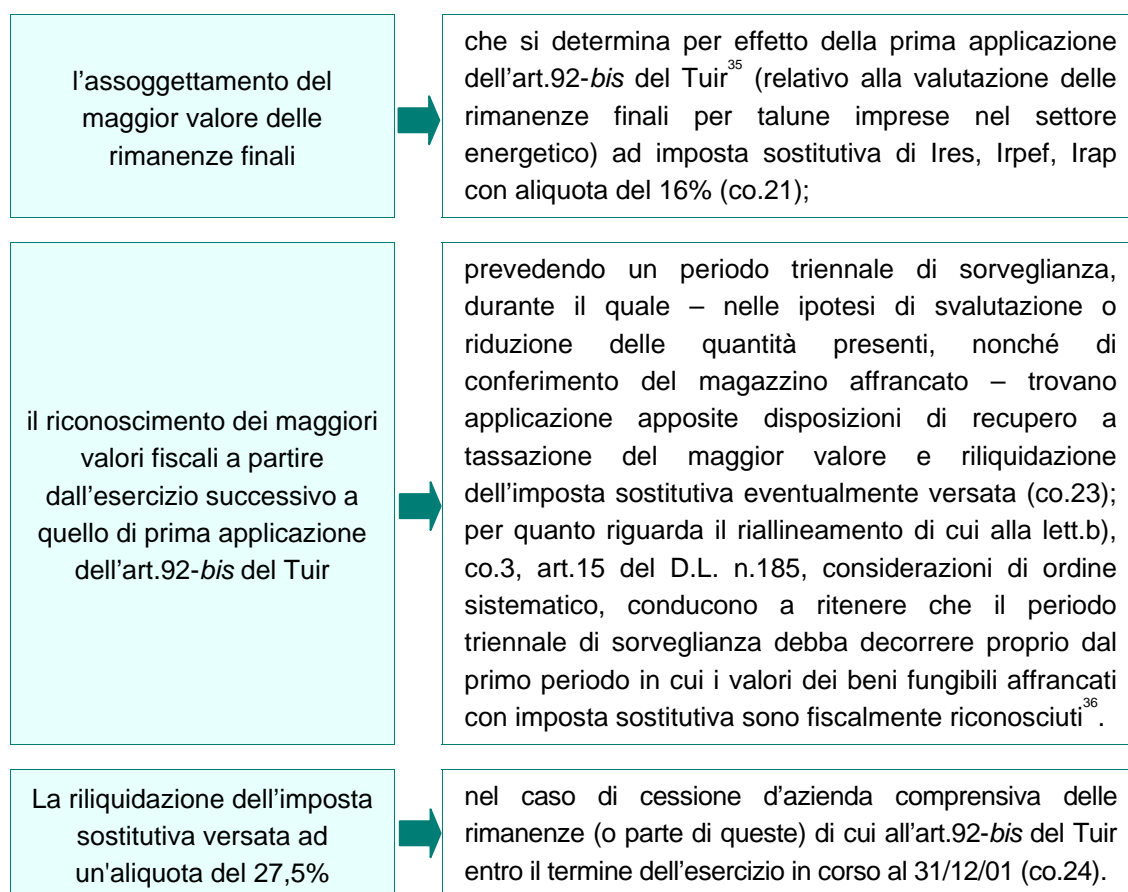 l'assoggettamento del
maggior valore delle
rimanenze finali
che si determina per effetto della prima applicazione
dell'art.92-bis del Tuir35 (relativo alla valutazione delle
rimanenze finali per talune imprese nel settore
energetico) ad imposta sostitutiva di Ires, Irpef, Irap
con aliquota del 16% (co.21);
il riconoscimento dei maggiori
valori fiscali a partire
dall'esercizio successivo a
quello di prima applicazione
dell'art.92-bis del Tuir
prevedendo un periodo triennale di sorveglianza,
durante il quale – nelle ipotesi di svalutazione o
riduzione delle quantità presenti, nonché di
conferimento del magazzino affrancato – trovano
applicazione apposite disposizioni di recupero a
tassazione del maggior valore e riliquidazione
dell'imposta sostitutiva eventualmente versata (co.23);
per quanto riguarda il riallineamento di cui alla lett.b),
co.3, art.15 del D.L. n.185, considerazioni di ordine
sistematico, conducono a ritenere che il periodo
triennale di sorveglianza debba decorrere proprio dal
primo periodo in cui i valori dei beni fungibili affrancati
con imposta sostitutiva sono fiscalmente riconosciuti36.
La riliquidazione dell'imposta
sostitutiva versata ad
un'aliquota del 27,5%
nel caso di cessione d'azienda comprensiva delle
rimanenze (o parte di queste) di cui all'art.92-bis del Tuir
entro il termine dell'esercizio in corso al 31/12/01 (co.24).